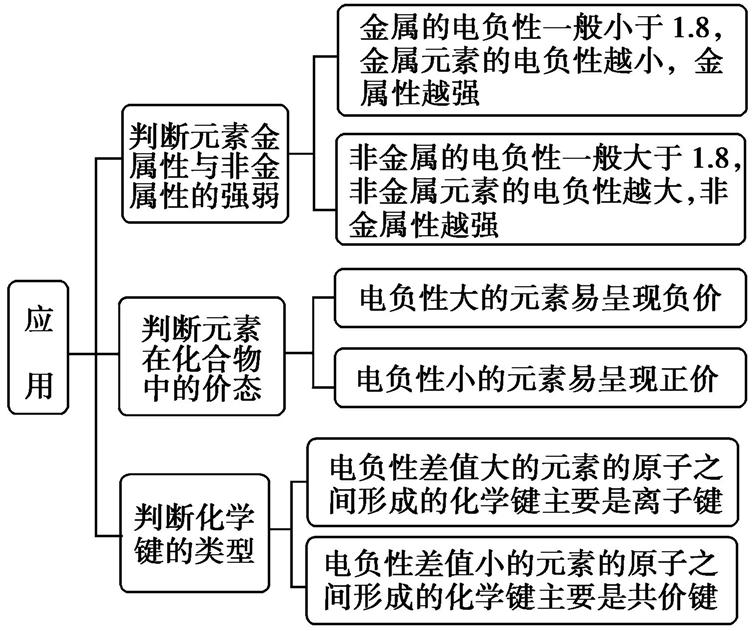 应
用
判断元素金
属性与非金
属性的强弱
金属的电负性一般小于 1.8,
金属元素的电负性越小, 金
属性越强
非金属的电负性一般大于 1.8,
非金属元素的电负性越大,非
金属性越强
判断元素
在化合物
中的价态
电负性大的元素易呈现负价
电负性小的元素易呈现正价
判断化学
键的类型
电负性差值大的元素的原子之
间形成的化学键主要是离子键
电负性差值小的元素的原子之
间形成的化学键主要是共价键